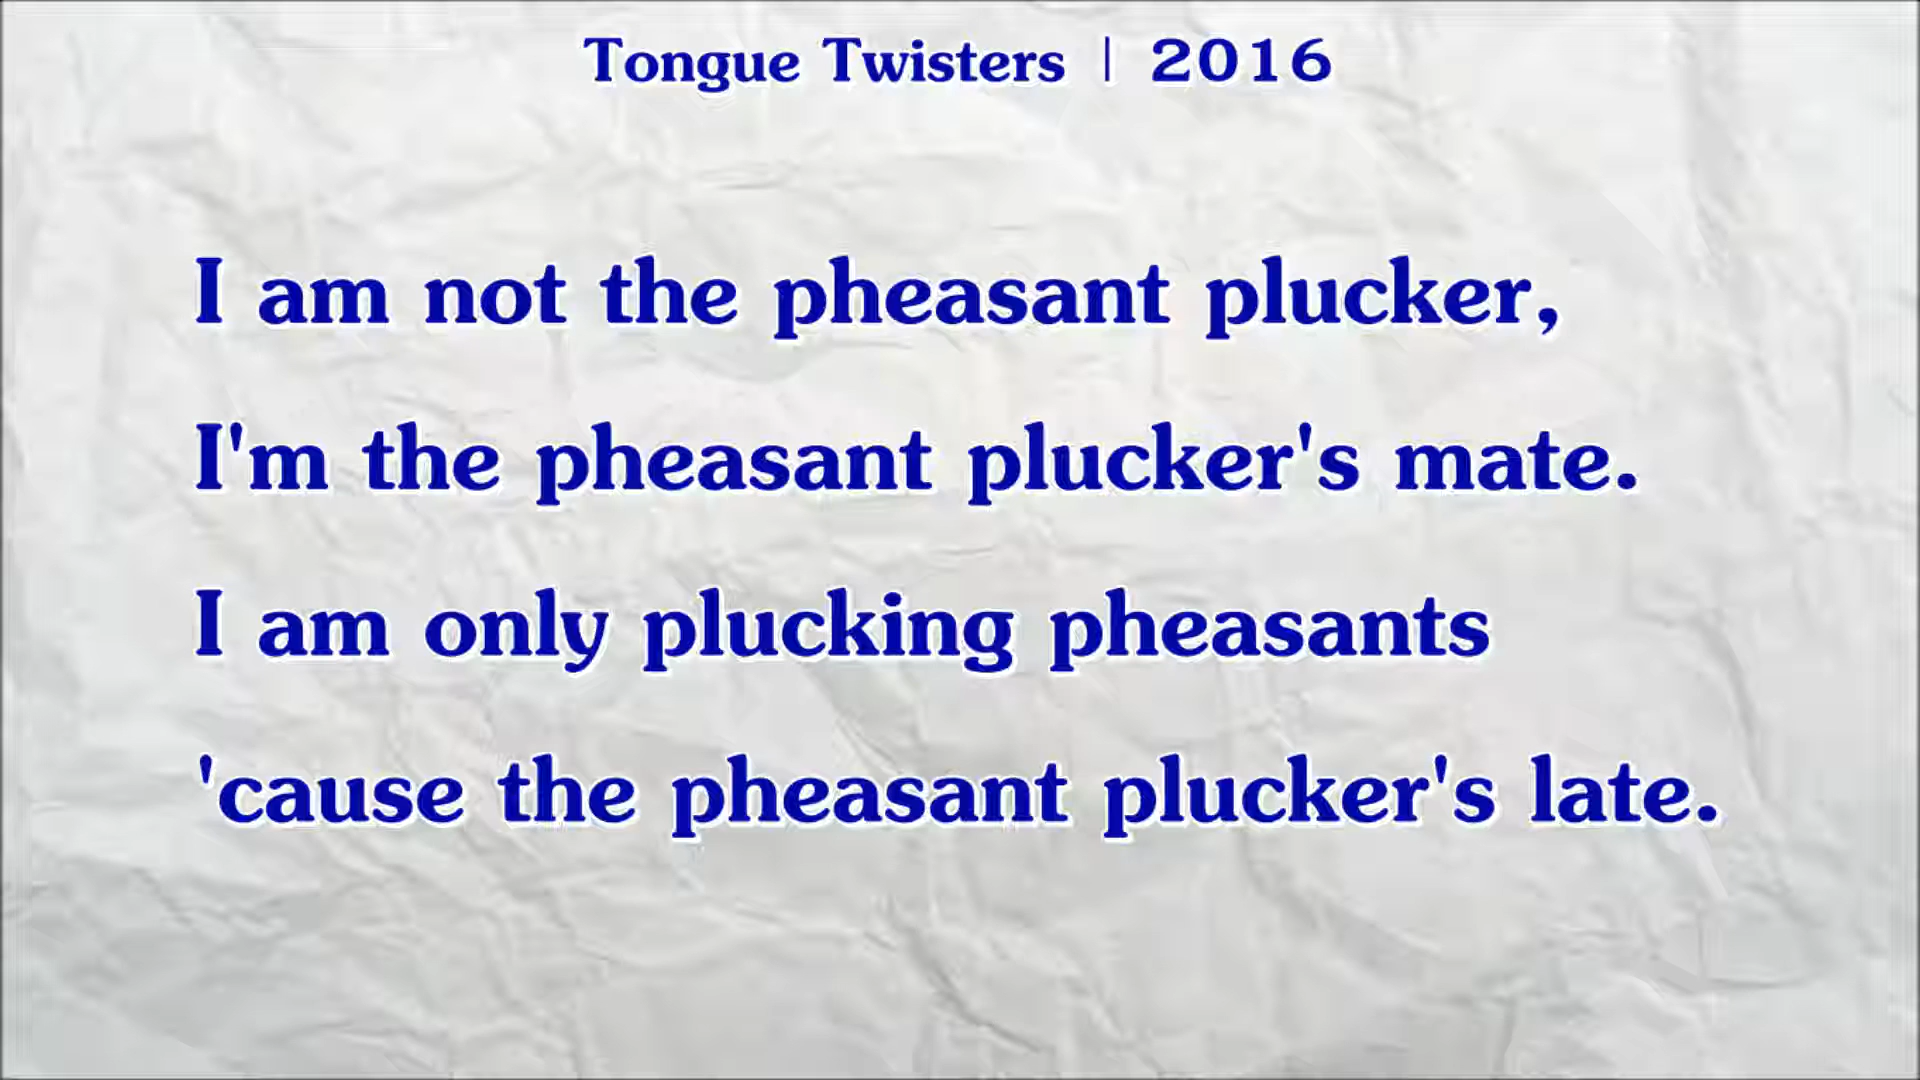 Tongue Twisters | 2016
I am not the pheasant plucker,
I'm the pheasant plucker's mate.
I am only plucking pheasants
'cause the pheasant plucker's late.